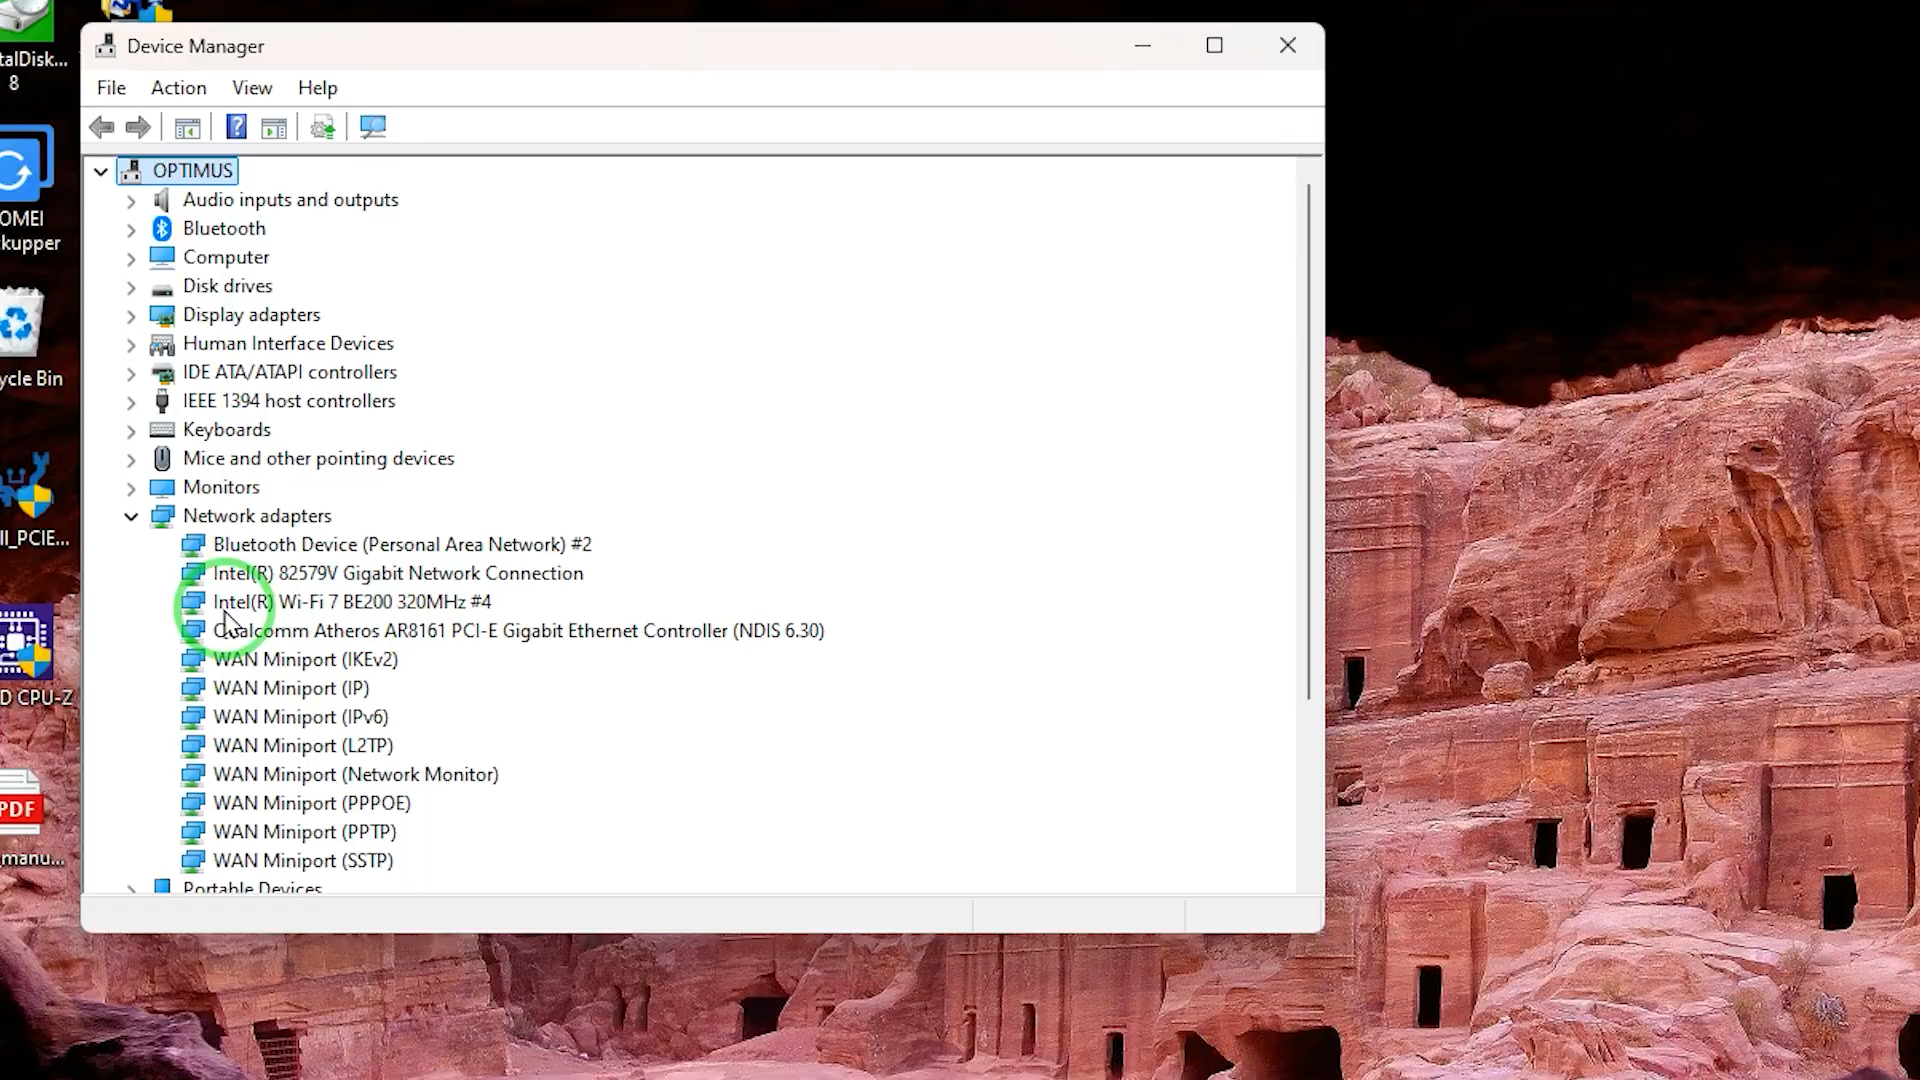 Device Manager
File Action View Help
OPTIMUS
Audio inputs and outputs
Bluetooth
Computer
Disk drives
Display adapters
Human Interface Devices
IDE ATA/ATAPI controllers
IEEE 1394 host controllers
Keyboards
Mice and other pointing devices
Monitors
Network adapters
Bluetooth Device (Personal Area Network) #2
Intel(R) 82579V Gigabit Network Connection
Intel(R) Wi-Fi 7 BE200 320MHz #4
Qualcomm Atheros AR8161 PCI-E Gigabit Ethernet Controller (NDIS 6.30)
WAN Miniport (IKEv2)
WAN Miniport (IP)
WAN Miniport (IPv6)
WAN Miniport (L2TP)
WAN Miniport (Network Monitor)
WAN Miniport (PPPOE)
WAN Miniport (PPTP)
WAN Miniport (SSTP)
Portable Devices
talDisk...
8
OMEI
kupper
ycle Bin
II_PCIE...
D CPU-Z
PDF
manu...